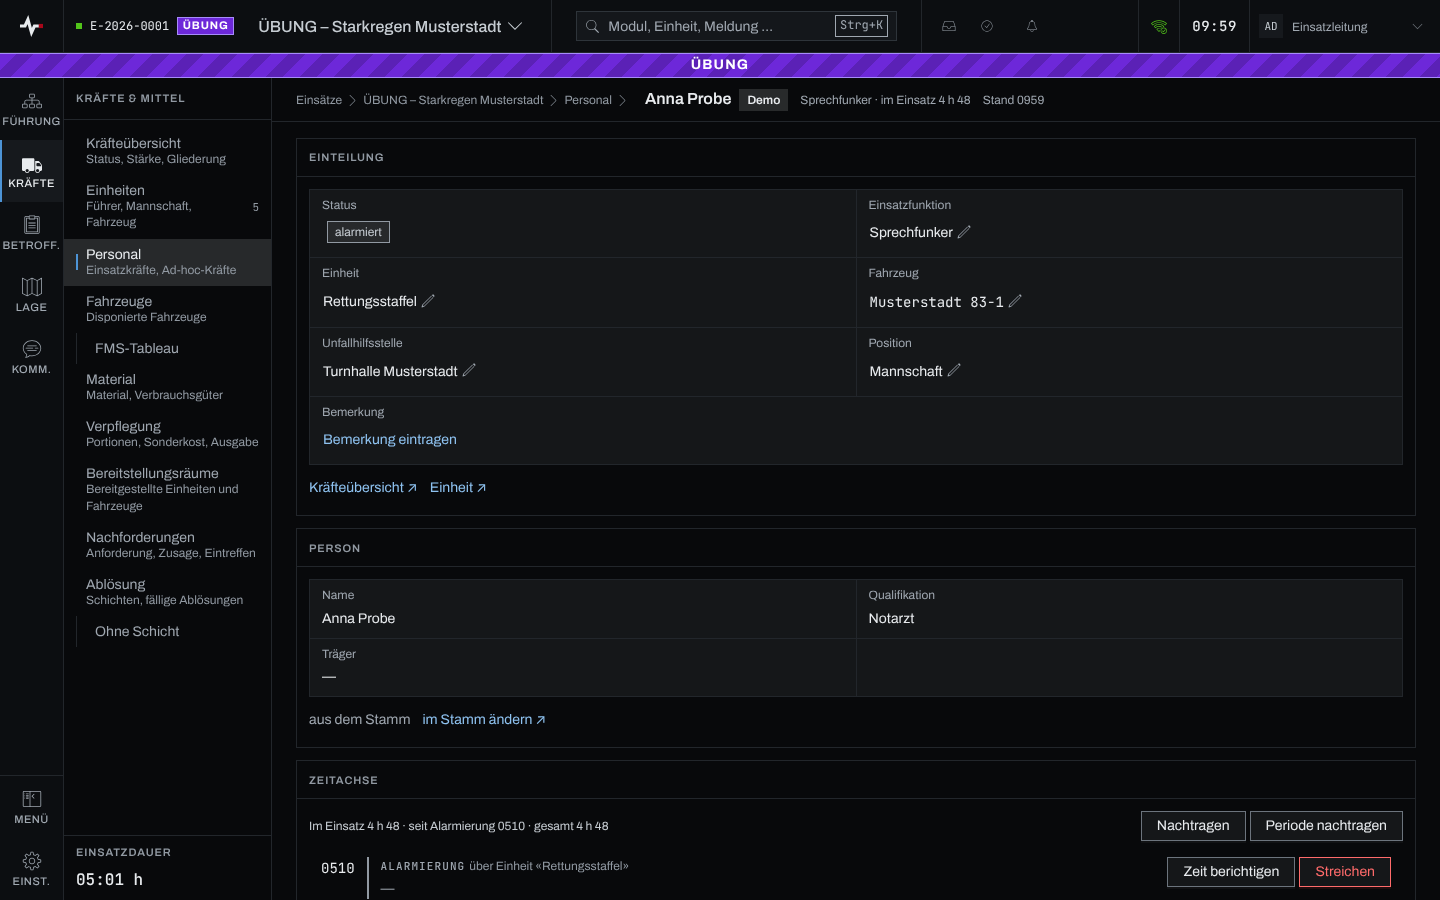 E-2026-0001 ÜBUNG ÜBUNG – Starkregen Musterstadt
Modul, Einheit, Meldung ... Strg+K
09:59
AD Einsatzleitung
ÜBUNG
FÜHRUNG
KRÄFTE
BETROFF.
LAGE
KOMM.
MENÜ
EINST.
KRÄFTE & MITTEL
Kräfteübersicht
Status, Stärke, Gliederung
Einheiten
Führer, Mannschaft,
Fahrzeug
5
Personal
Einsatzkräfte, Ad-hoc-Kräfte
Fahrzeuge
Disponierte Fahrzeuge
FMS-Tableau
Material
Material, Verbrauchsgüter
Verpflegung
Portionen, Sonderkost, Ausgabe
Bereitstellungsräume
Bereitgestellte Einheiten und
Fahrzeuge
Nachforderungen
Anforderung, Zusage, Eintreffen
Ablösung
Schichten, fällige Ablösungen
Ohne Schicht
EINSATZDAUER
05:01 h
Einsätze ÜBUNG – Starkregen Musterstadt Personal Anna Probe Demo Sprechfunker · im Einsatz 4 h 48 Stand 0959
EINTEILUNG
Status
alarmiert
Einsatzfunktion
Sprechfunker
Einheit
Rettungsstaffel
Fahrzeug
Musterstadt 83-1
Unfallhilfsstelle
Turnhalle Musterstadt
Position
Mannschaft
Bemerkung
Bemerkung eintragen
Kräfteübersicht ↗ Einheit ↗
PERSON
Name
Anna Probe
Qualifikation
Notarzt
Träger
—
aus dem Stamm im Stamm ändern ↗
ZEITACHSE
Im Einsatz 4 h 48 · seit Alarmierung 0510 · gesamt 4 h 48
Nachtragen Periode nachtragen
0510 ALARMIERUNG über Einheit «Rettungsstaffel»
—
Zeit berichtigen Streichen